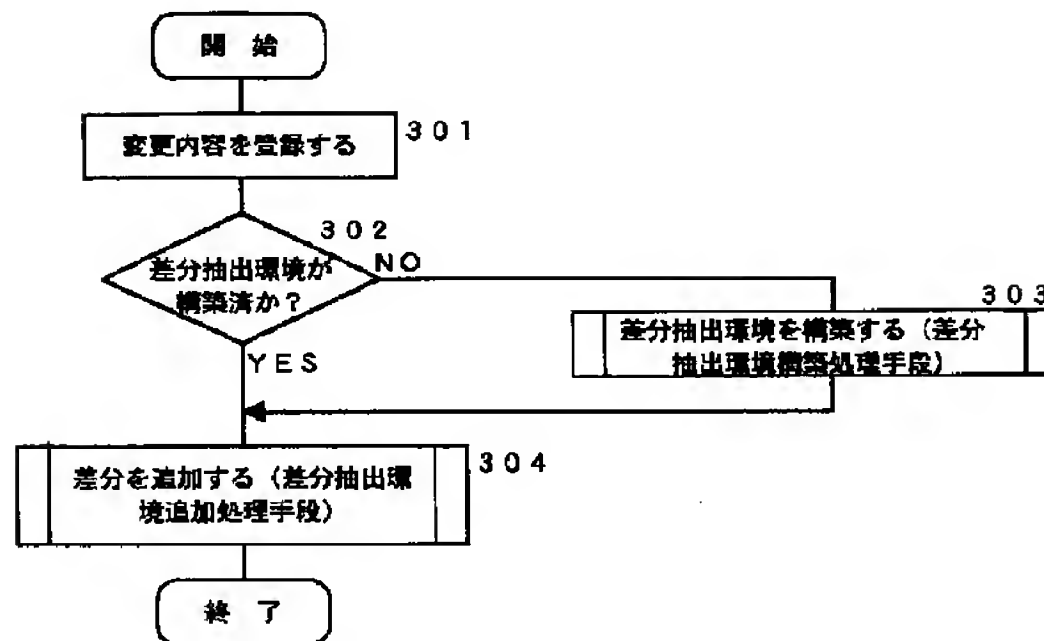 開 始
変更内容を登録する
301
302
差分抽出環境が
構築済か？
NO
YES
303
差分抽出環境を構築する（差分
抽出環境構築処理手段）
差分を追加する（差分抽出環
境追加処理手段）
304
終 了